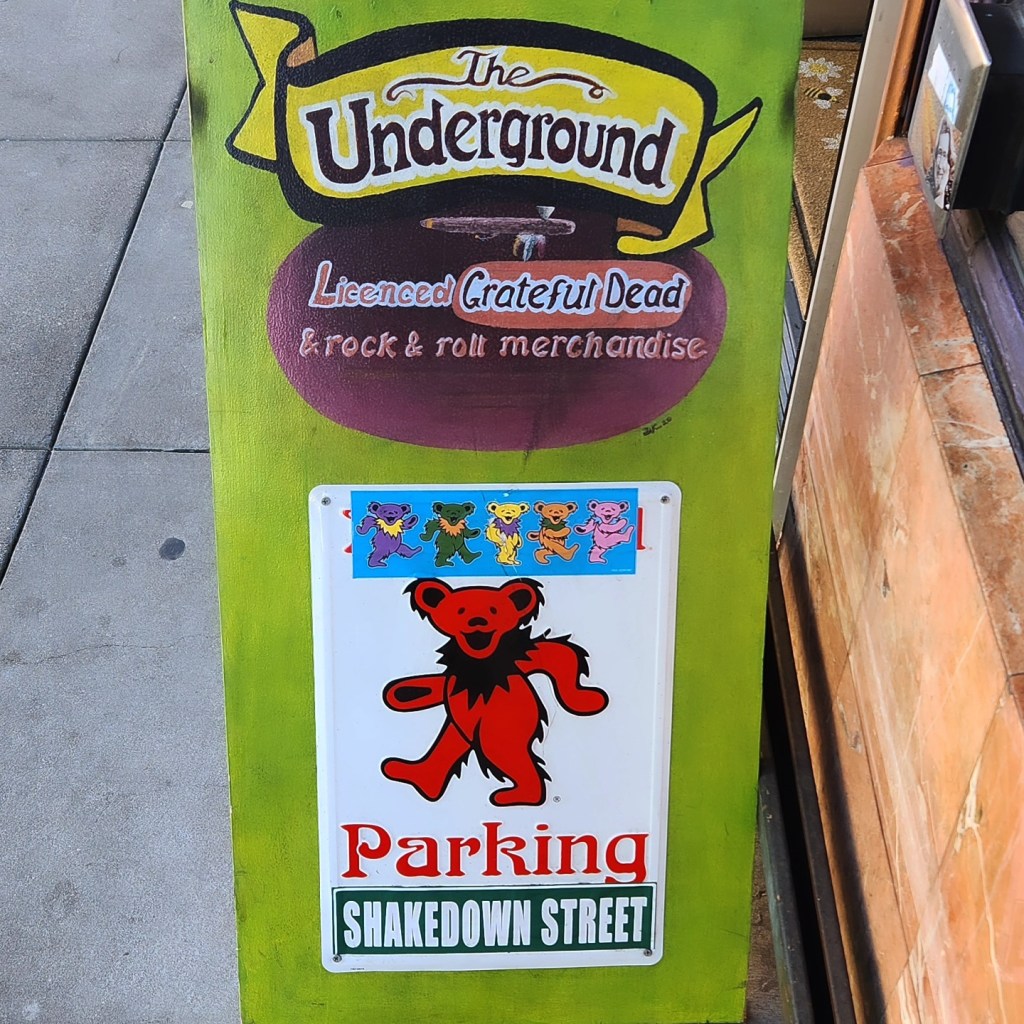 The
Underground
Licenced Grateful Dead
& rock & roll merchandise
Parking
SHAKEDOWN STREET